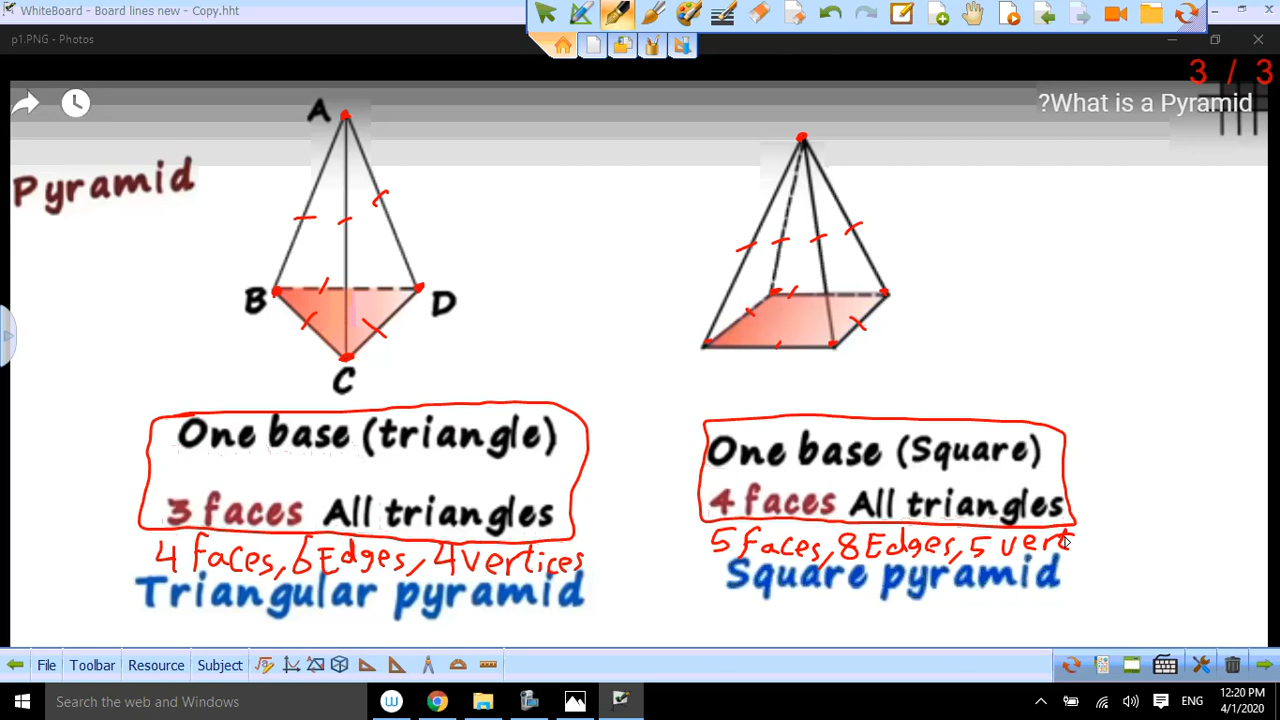 WhiteBoard - Board lines new - Copy.hht
p1.PNG - Photos
3 / 3
?What is a Pyramid
Pyramid
A
B
D
C
One base (triangle)
3 faces All triangles
4 faces, 6 Edges, 4 vertices
Triangular pyramid
One base (Square)
4 faces All triangles
5 faces, 8 Edges, 5 vert
Square pyramid
File
Toolbar
Resource
Subject
Search the web and Windows
ENG
12:20 PM
4/1/2020